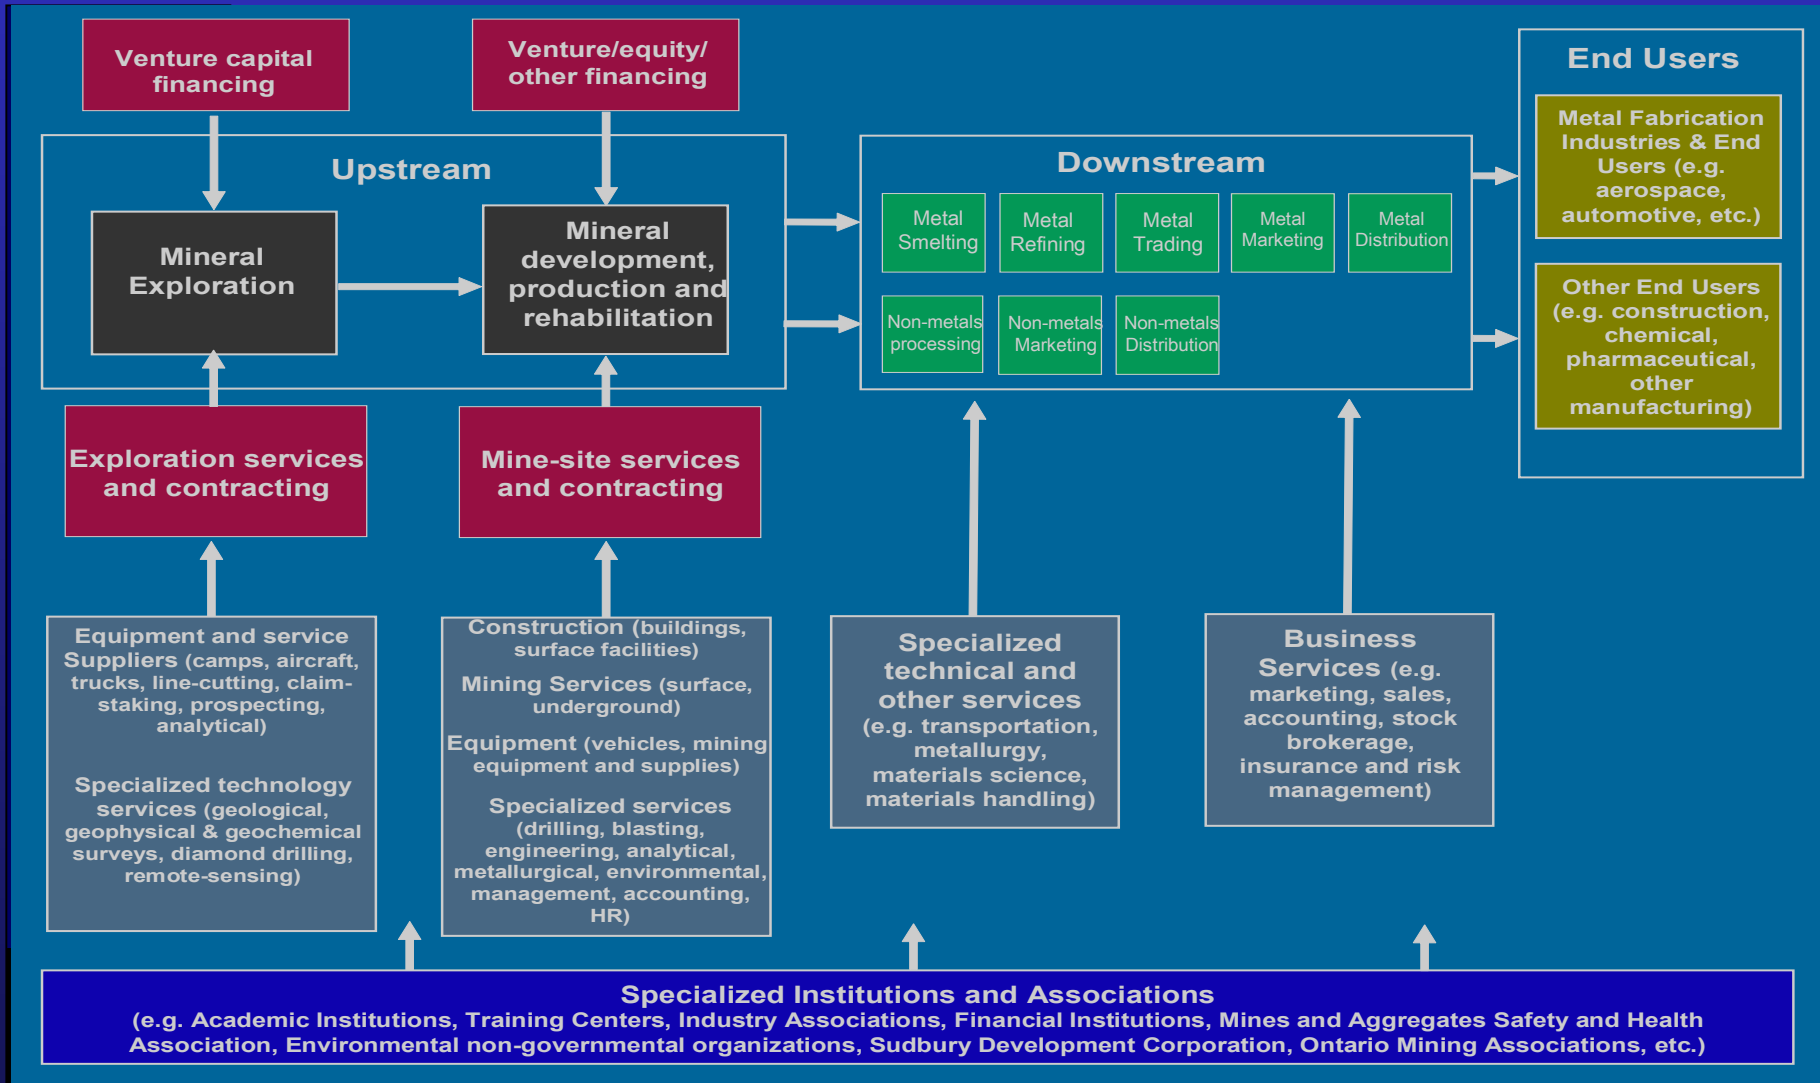 Venture capital
financing
Venture/equity/
other financing
Upstream
Mineral
Exploration
Mineral
development,
production and
rehabilitation
Downstream
Metal
Smelting
Metal
Refining
Metal
Trading
Metal
Marketing
Metal
Distribution
Non-metals
processing
Non-metals
Marketing
Non-metals
Distribution
End Users
Metal Fabrication
Industries & End
Users (e.g.
aerospace,
automotive, etc.)
Other End Users
(e.g. construction,
chemical,
pharmaceutical,
other
manufacturing)
Exploration services
and contracting
Mine-site services
and contracting
Equipment and service
Suppliers (camps, aircraft,
trucks, line-cutting, claim-
staking, prospecting,
analytical)
Specialized technology
services (geological,
geophysical & geochemical
surveys, diamond drilling,
remote-sensing)
Construction (buildings,
surface facilities)
Mining Services (surface,
underground)
Equipment (vehicles, mining
equipment and supplies)
Specialized services
(drilling, blasting,
engineering, analytical,
metallurgical, environmental,
management, accounting,
HR)
Specialized
technical and
other services
(e.g. transportation,
metallurgy,
materials science,
materials handling)
Business
Services (e.g.
marketing, sales,
accounting, stock
brokerage,
insurance and risk
management)
Specialized Institutions and Associations
(e.g. Academic Institutions, Training Centers, Industry Associations, Financial Institutions, Mines and Aggregates Safety and Health
Association, Environmental non-governmental organizations, Sudbury Development Corporation, Ontario Mining Associations, etc.)